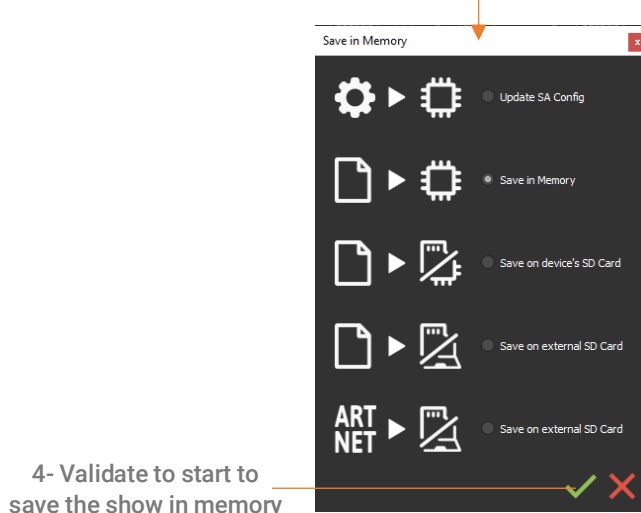 Save in Memory
x
Update SA Config
Save in Memory
Save on device's SD Card
Save on external SD Card
ART
NET
Save on external SD Card
4- Validate to start to
save the show in memory